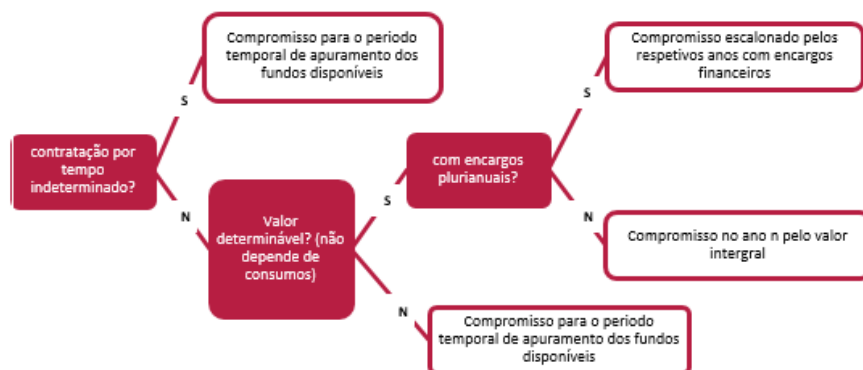 Compromisso para o periodo
temporal de apuramento dos
fundos disponíveis
S
contratação por
tempo
indeterminado?
N
Valor
determinável? (não
depende de
consumos)
S
com encargos
plurianuais?
S
Compromisso escalonado pelos
respetivos anos com encargos
financeiros
N
Compromisso no ano n pelo valor
intergral
N
Compromisso para o periodo
temporal de apuramento dos fundos
disponíveis